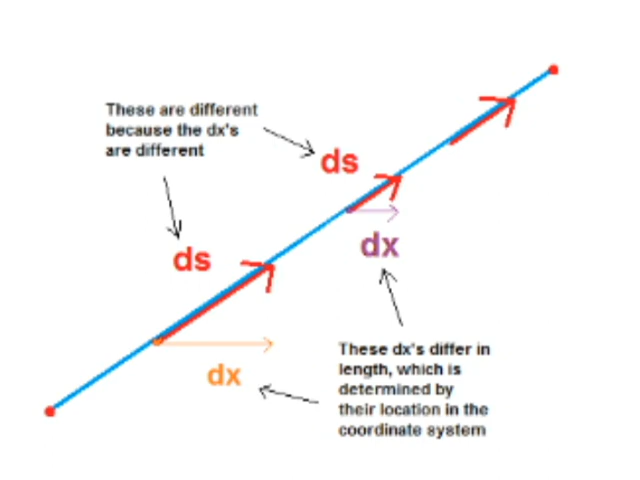 These are different
because the dx's
are different
ds
ds
dx
dx
These dx's differ in
length, which is
determined by
their location in the
coordinate system